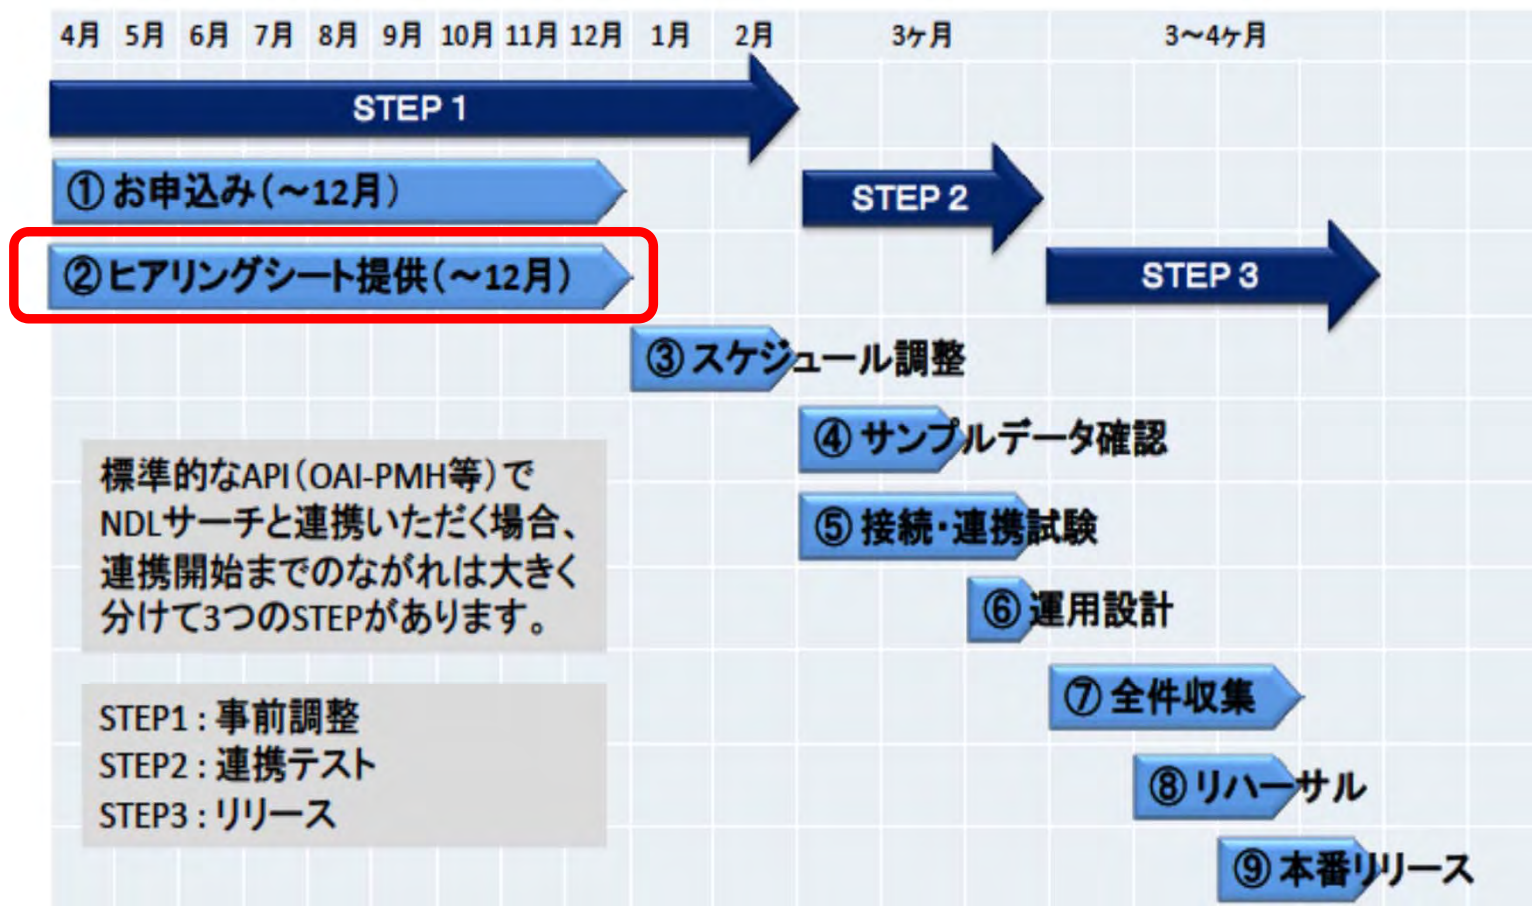 4月 5月 6月 7月 8月 9月 10月 11月 12月 1月 2月 3ヶ月 3~4ヶ月
STEP 1
①お申込み(~12月)
STEP 2
②ヒアリングシート提供(~12月)
STEP 3
③スケジュール調整
④サンプルデータ確認
標準的なAPI(OAI-PMH等)で
NDLサーチと連携いただく場合、
連携開始までのながれは大きく
分けて3つのSTEPがあります。
⑤接続・連携試験
⑥運用設計
STEP1:事前調整
STEP2:連携テスト
STEP3:リリース
⑦全件収集
⑧リハーサル
⑨本番リリース